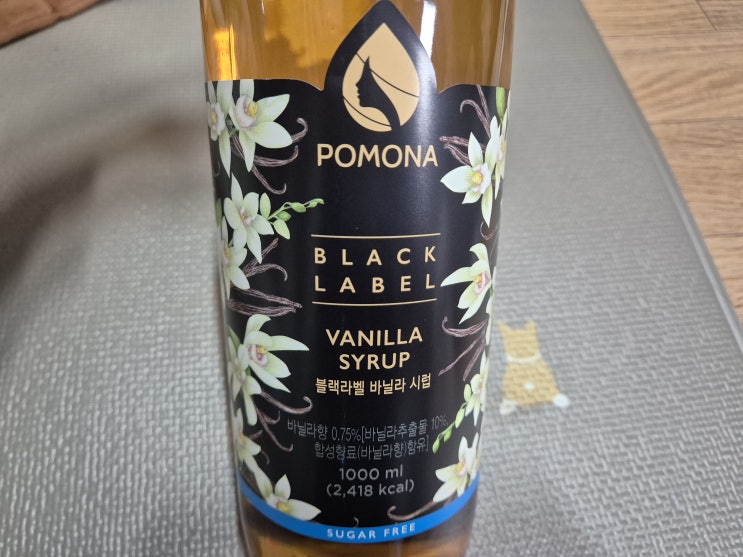 POMONA
BLACK
LABEL
VANILLA
SYRUP
블랙라벨 바닐라 시럽
바닐라향 0.75%[바닐라추출물 10%,
합성향료(바닐라향)함유]
1000 ml
(2,418 kcal)
SUGAR FREE